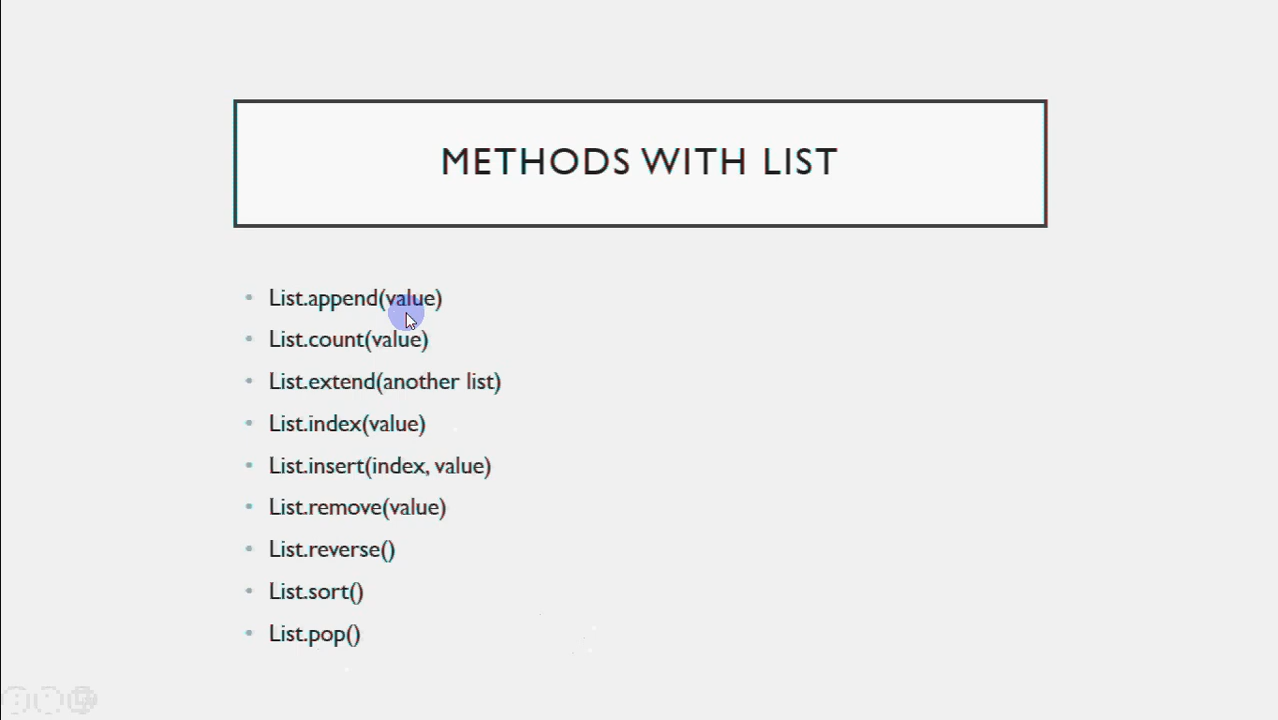 METHODS WITH LIST
List.append(value)
List.count(value)
List.extend(another list)
List.index(value)
List.insert(index, value)
List.remove(value)
List.reverse()
List.sort()
List.pop()